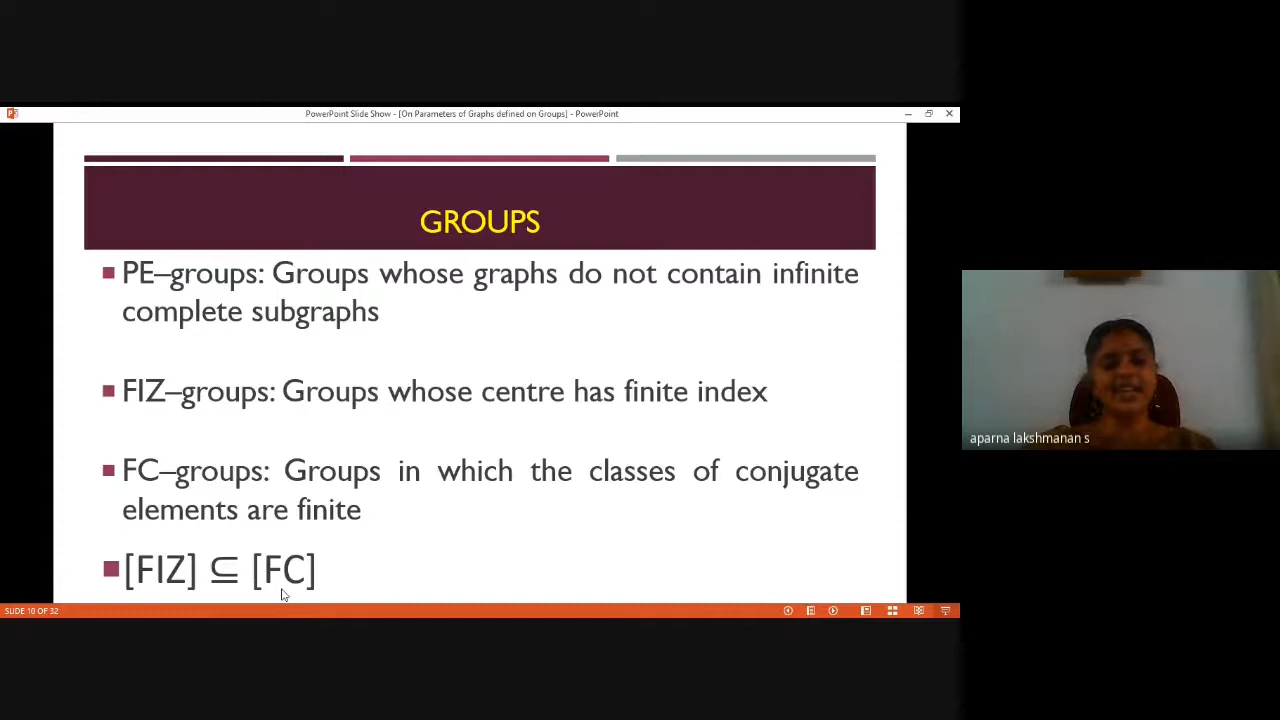 PowerPoint Slide Show - [On Parameters of Graphs defined on Groups] - PowerPoint
GROUPS
PE–groups: Groups whose graphs do not contain infinite
complete subgraphs
FIZ–groups: Groups whose centre has finite index
FC–groups: Groups in which the classes of conjugate
elements are finite
[FIZ] ⊆ [FC]
aparna lakshmanan s
SLIDE 10 OF 32